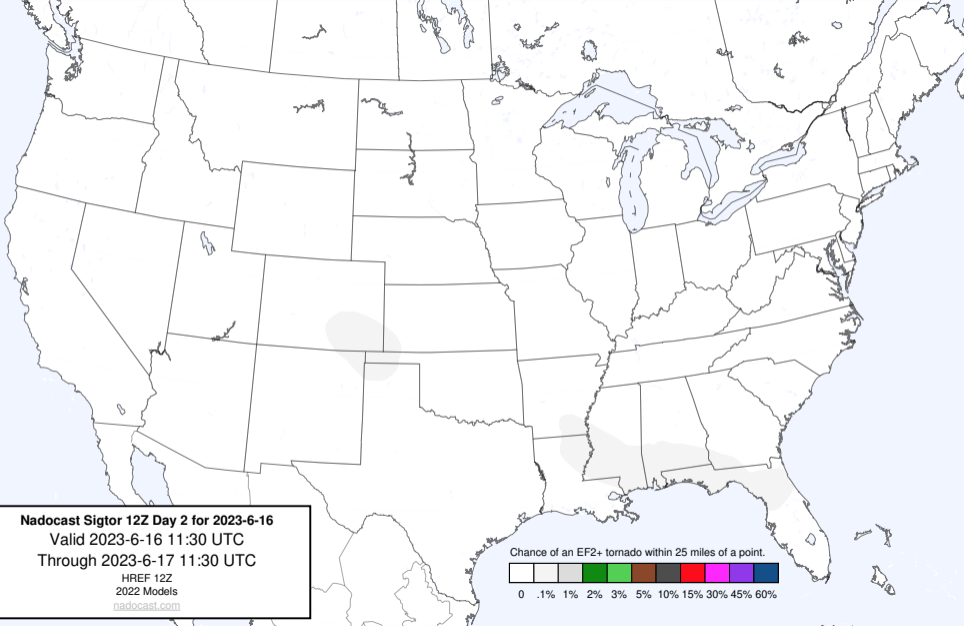 Nadocast Sigtor 12Z Day 2 for 2023-6-16
Valid 2023-6-16 11:30 UTC
Through 2023-6-17 11:30 UTC
HREF 12Z
2022 Models
nadocast.com
Chance of an EF2+ tornado within 25 miles of a point.
0 .1% 1% 2% 3% 5% 10% 15% 30% 45% 60%